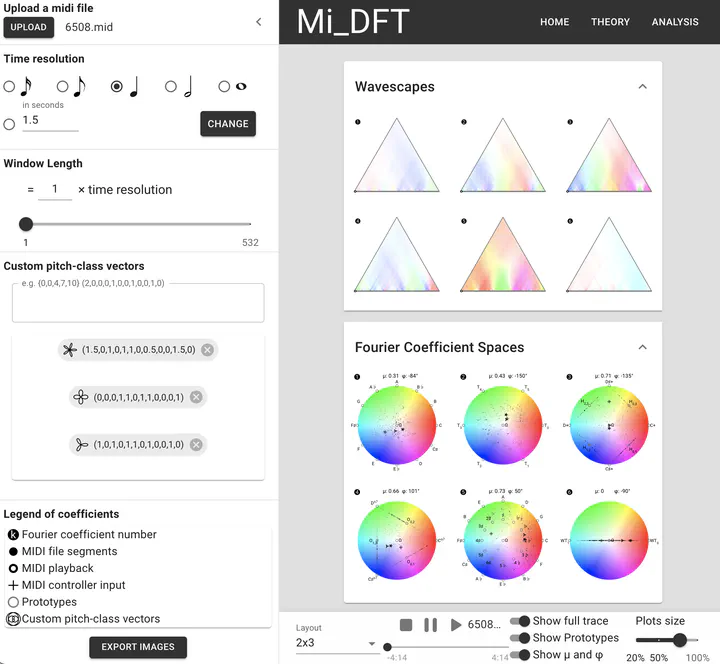 Upload a midi file
UPLOAD 6508.mid
Time resolution
in seconds
1.5
CHANGE
Window Length
= 1 × time resolution
1 532
Custom pitch-class vectors
e.g. {0,0,4,7,10} (2,0,0,0,1,0,0,1,0,0,1,0)
(1.5,0,1,0,1,1,0,0.5,0,0,1.5,0)
(0,0,0,1,1,0,1,1,0,0,0,1)
(1,0,1,0,1,1,0,1,0,0,1,0)
Legend of coefficients
k Fourier coefficient number
MIDI file segments
MIDI playback
MIDI controller input
Prototypes
Custom pitch-class vectors
EXPORT IMAGES
Mi_DFT
HOME THEORY ANALYSIS
Wavescapes
1 2 3
4 5 6
Fourier Coefficient Spaces
1 μ: 0.31 φ: -84°
2 μ: 0.43 φ: -150°
3 μ: 0.71 φ: -135°
4 μ: 0.66 φ: 101°
5 μ: 0.73 φ: 50°
6 φ: -90°
Layout
2x3
6508...
-4:14 4:14
Show full trace
Show Prototypes
Show μ and φ
Plots size
20% 50% 100%